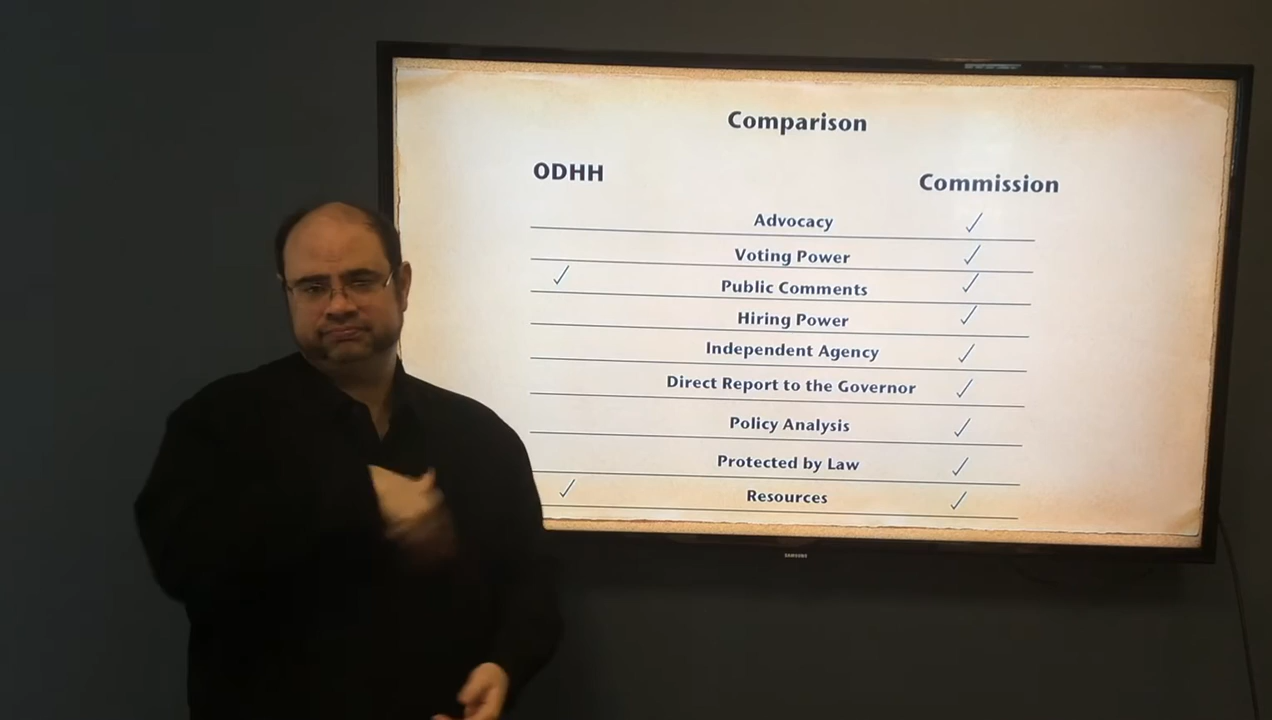 Comparison
ODHH Commission
Advocacy ✓
Voting Power ✓
✓ Public Comments ✓
Hiring Power ✓
Independent Agency ✓
Direct Report to the Governor ✓
Policy Analysis ✓
Protected by Law ✓
✓ Resources ✓
SAMSUNG